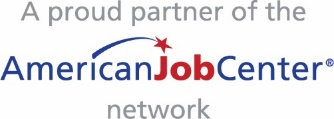 A proud partner of the
AmericanJobCenter®
network